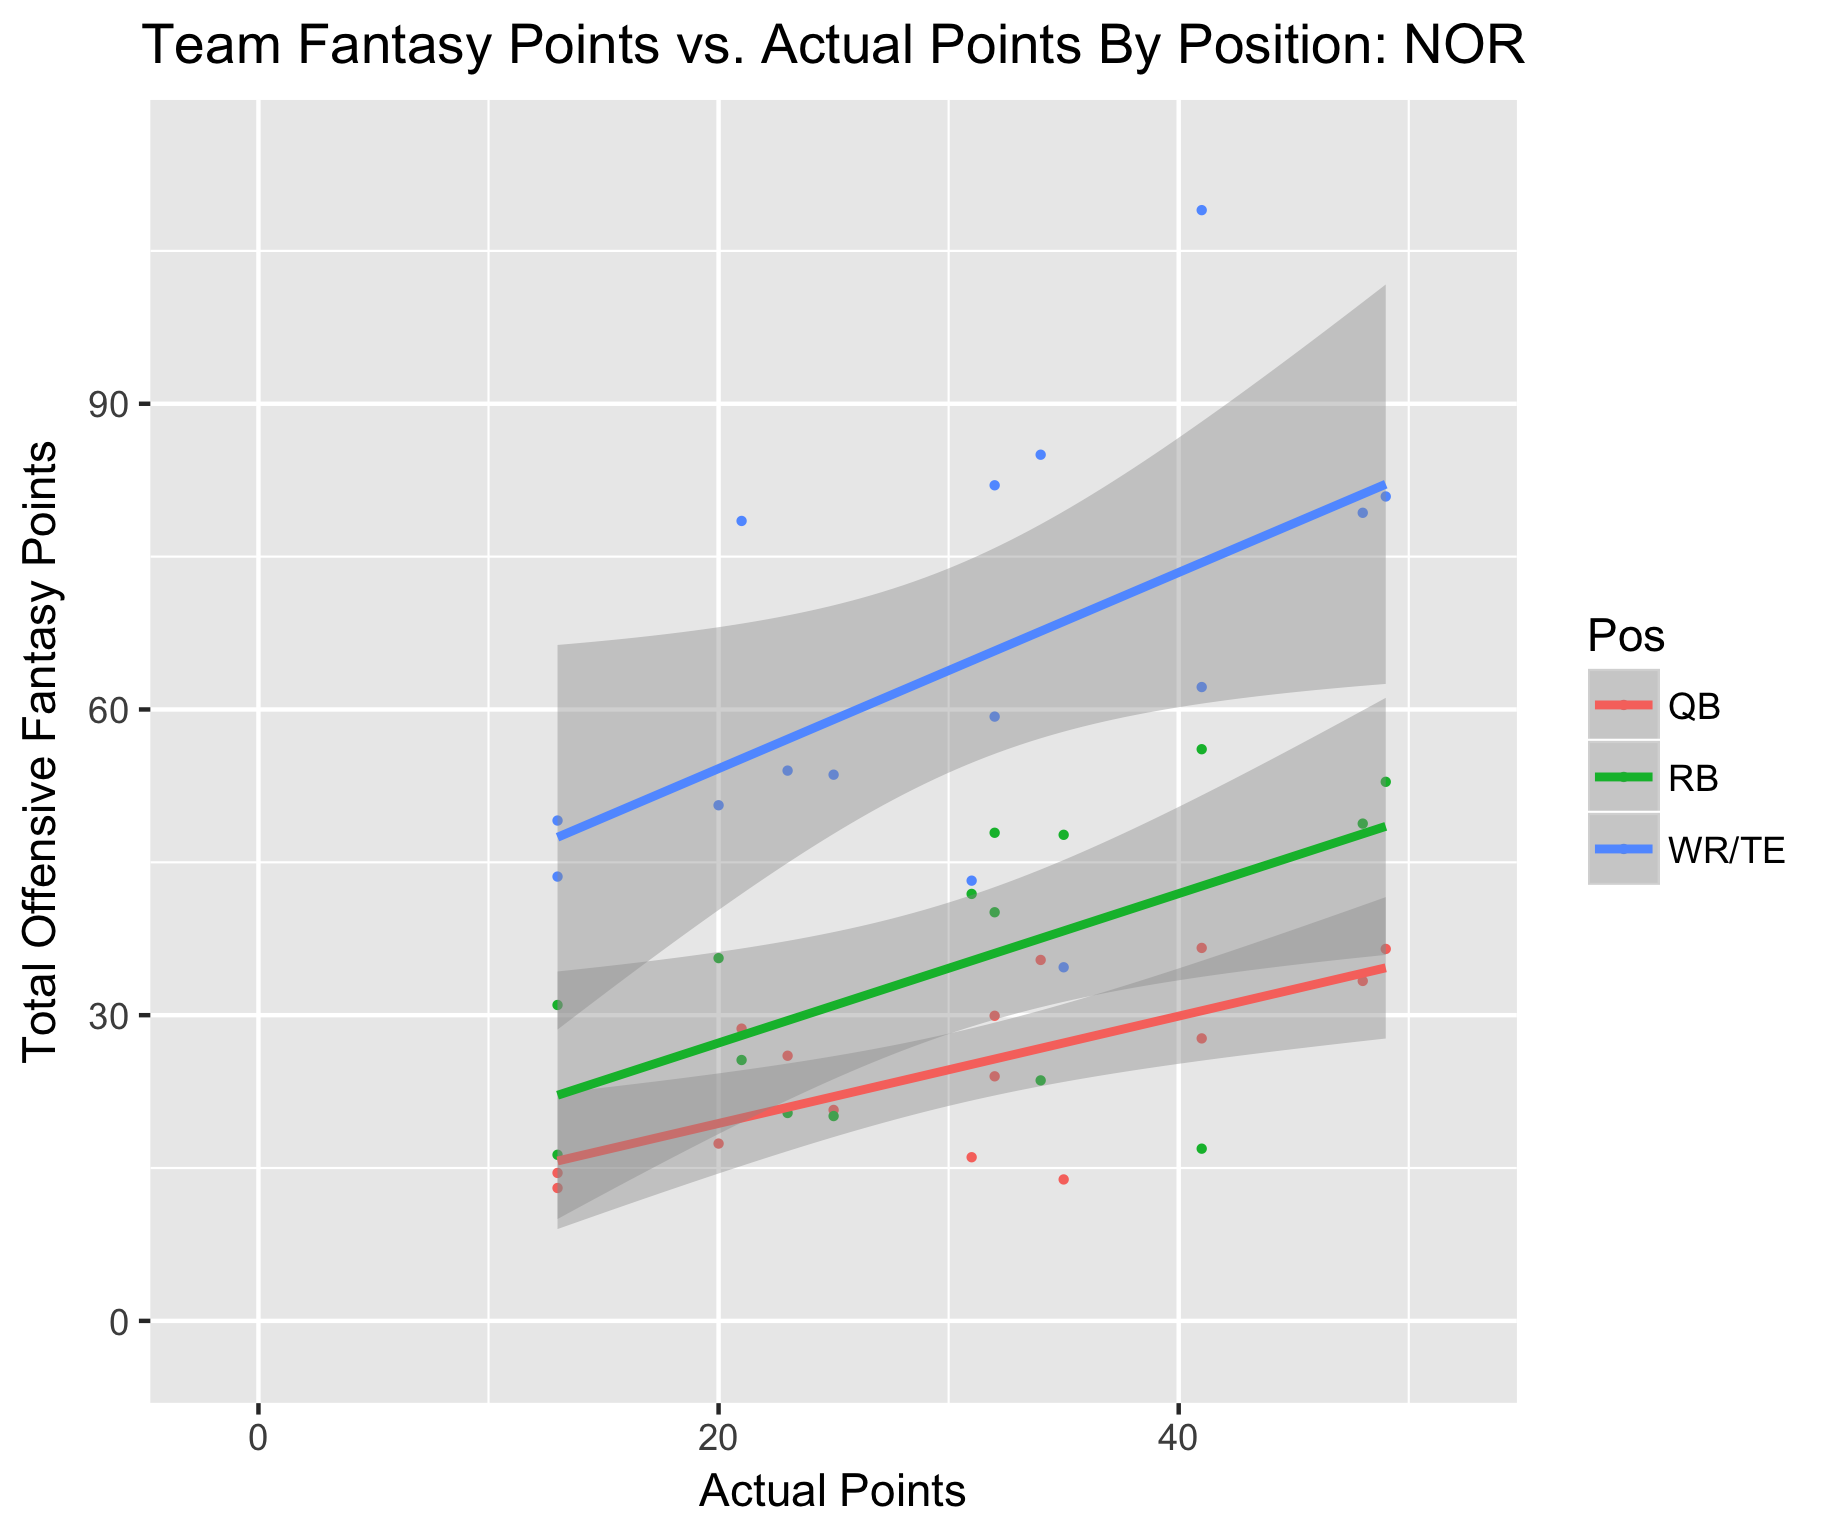 Team Fantasy Points vs. Actual Points By Position: NOR
Total Offensive Fantasy Points
90
60
30
0
0 20 40
Actual Points
Pos
QB
RB
WR/TE